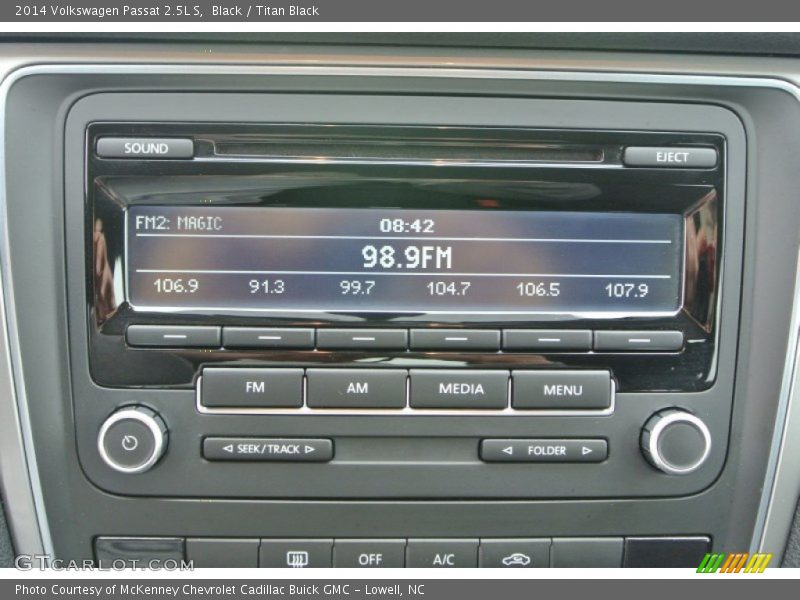 2014 Volkswagen Passat 2.5L S, Black / Titan Black
SOUND EJECT
FM2: MAGIC 08:42
98.9FM
106.9 91.3 99.7 104.7 106.5 107.9
FM AM MEDIA MENU
◁ SEEK/TRACK ▷ ◁ FOLDER ▷
OFF A/C
GTCarLot.com
Photo Courtesy of McKenney Chevrolet Cadillac Buick GMC - Lowell, NC